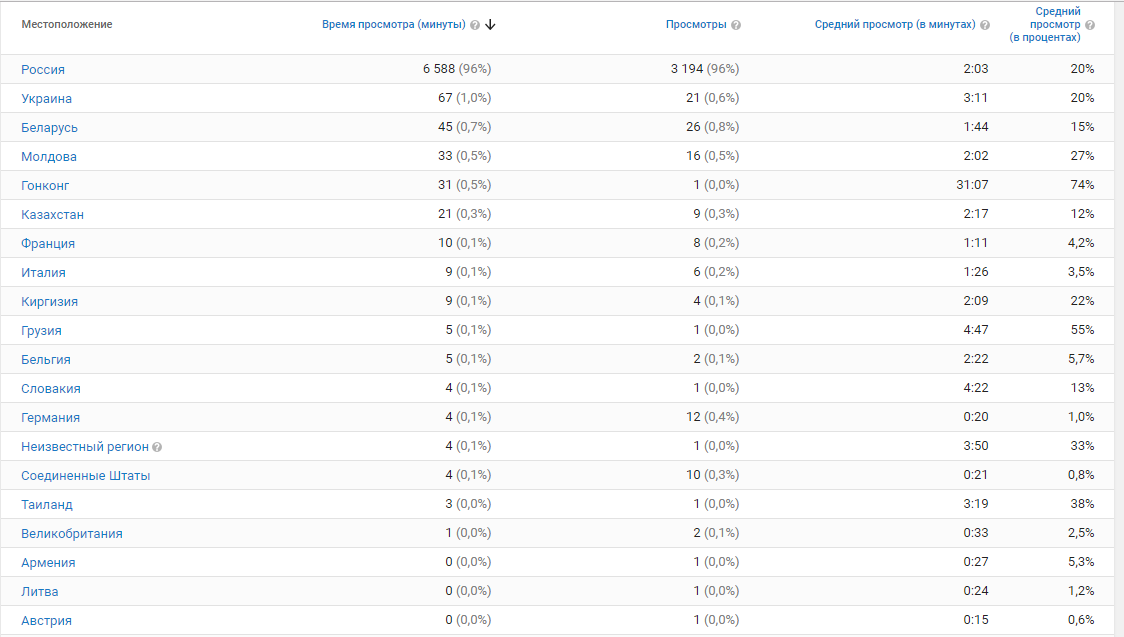 Местоположение Время просмотра (минуты) Просмотры Средний просмотр (в минутах) Средний просмотр (в процентах)
Россия 6 588 (96%) 3 194 (96%) 2:03 20%
Украина 67 (1,0%) 21 (0,6%) 3:11 20%
Беларусь 45 (0,7%) 26 (0,8%) 1:44 15%
Молдова 33 (0,5%) 16 (0,5%) 2:02 27%
Гонконг 31 (0,5%) 1 (0,0%) 31:07 74%
Казахстан 21 (0,3%) 9 (0,3%) 2:17 12%
Франция 10 (0,1%) 8 (0,2%) 1:11 4,2%
Италия 9 (0,1%) 6 (0,2%) 1:26 3,5%
Киргизия 9 (0,1%) 4 (0,1%) 2:09 22%
Грузия 5 (0,1%) 1 (0,0%) 4:47 55%
Бельгия 5 (0,1%) 2 (0,1%) 2:22 5,7%
Словакия 4 (0,1%) 1 (0,0%) 4:22 13%
Германия 4 (0,1%) 12 (0,4%) 0:20 1,0%
Неизвестный регион 4 (0,1%) 1 (0,0%) 3:50 33%
Соединенные Штаты 4 (0,1%) 10 (0,3%) 0:21 0,8%
Таиланд 3 (0,0%) 1 (0,0%) 3:19 38%
Великобритания 1 (0,0%) 2 (0,1%) 0:33 2,5%
Армения 0 (0,0%) 1 (0,0%) 0:27 5,3%
Литва 0 (0,0%) 1 (0,0%) 0:24 1,2%
Австрия 0 (0,0%) 1 (0,0%) 0:15 0,6%